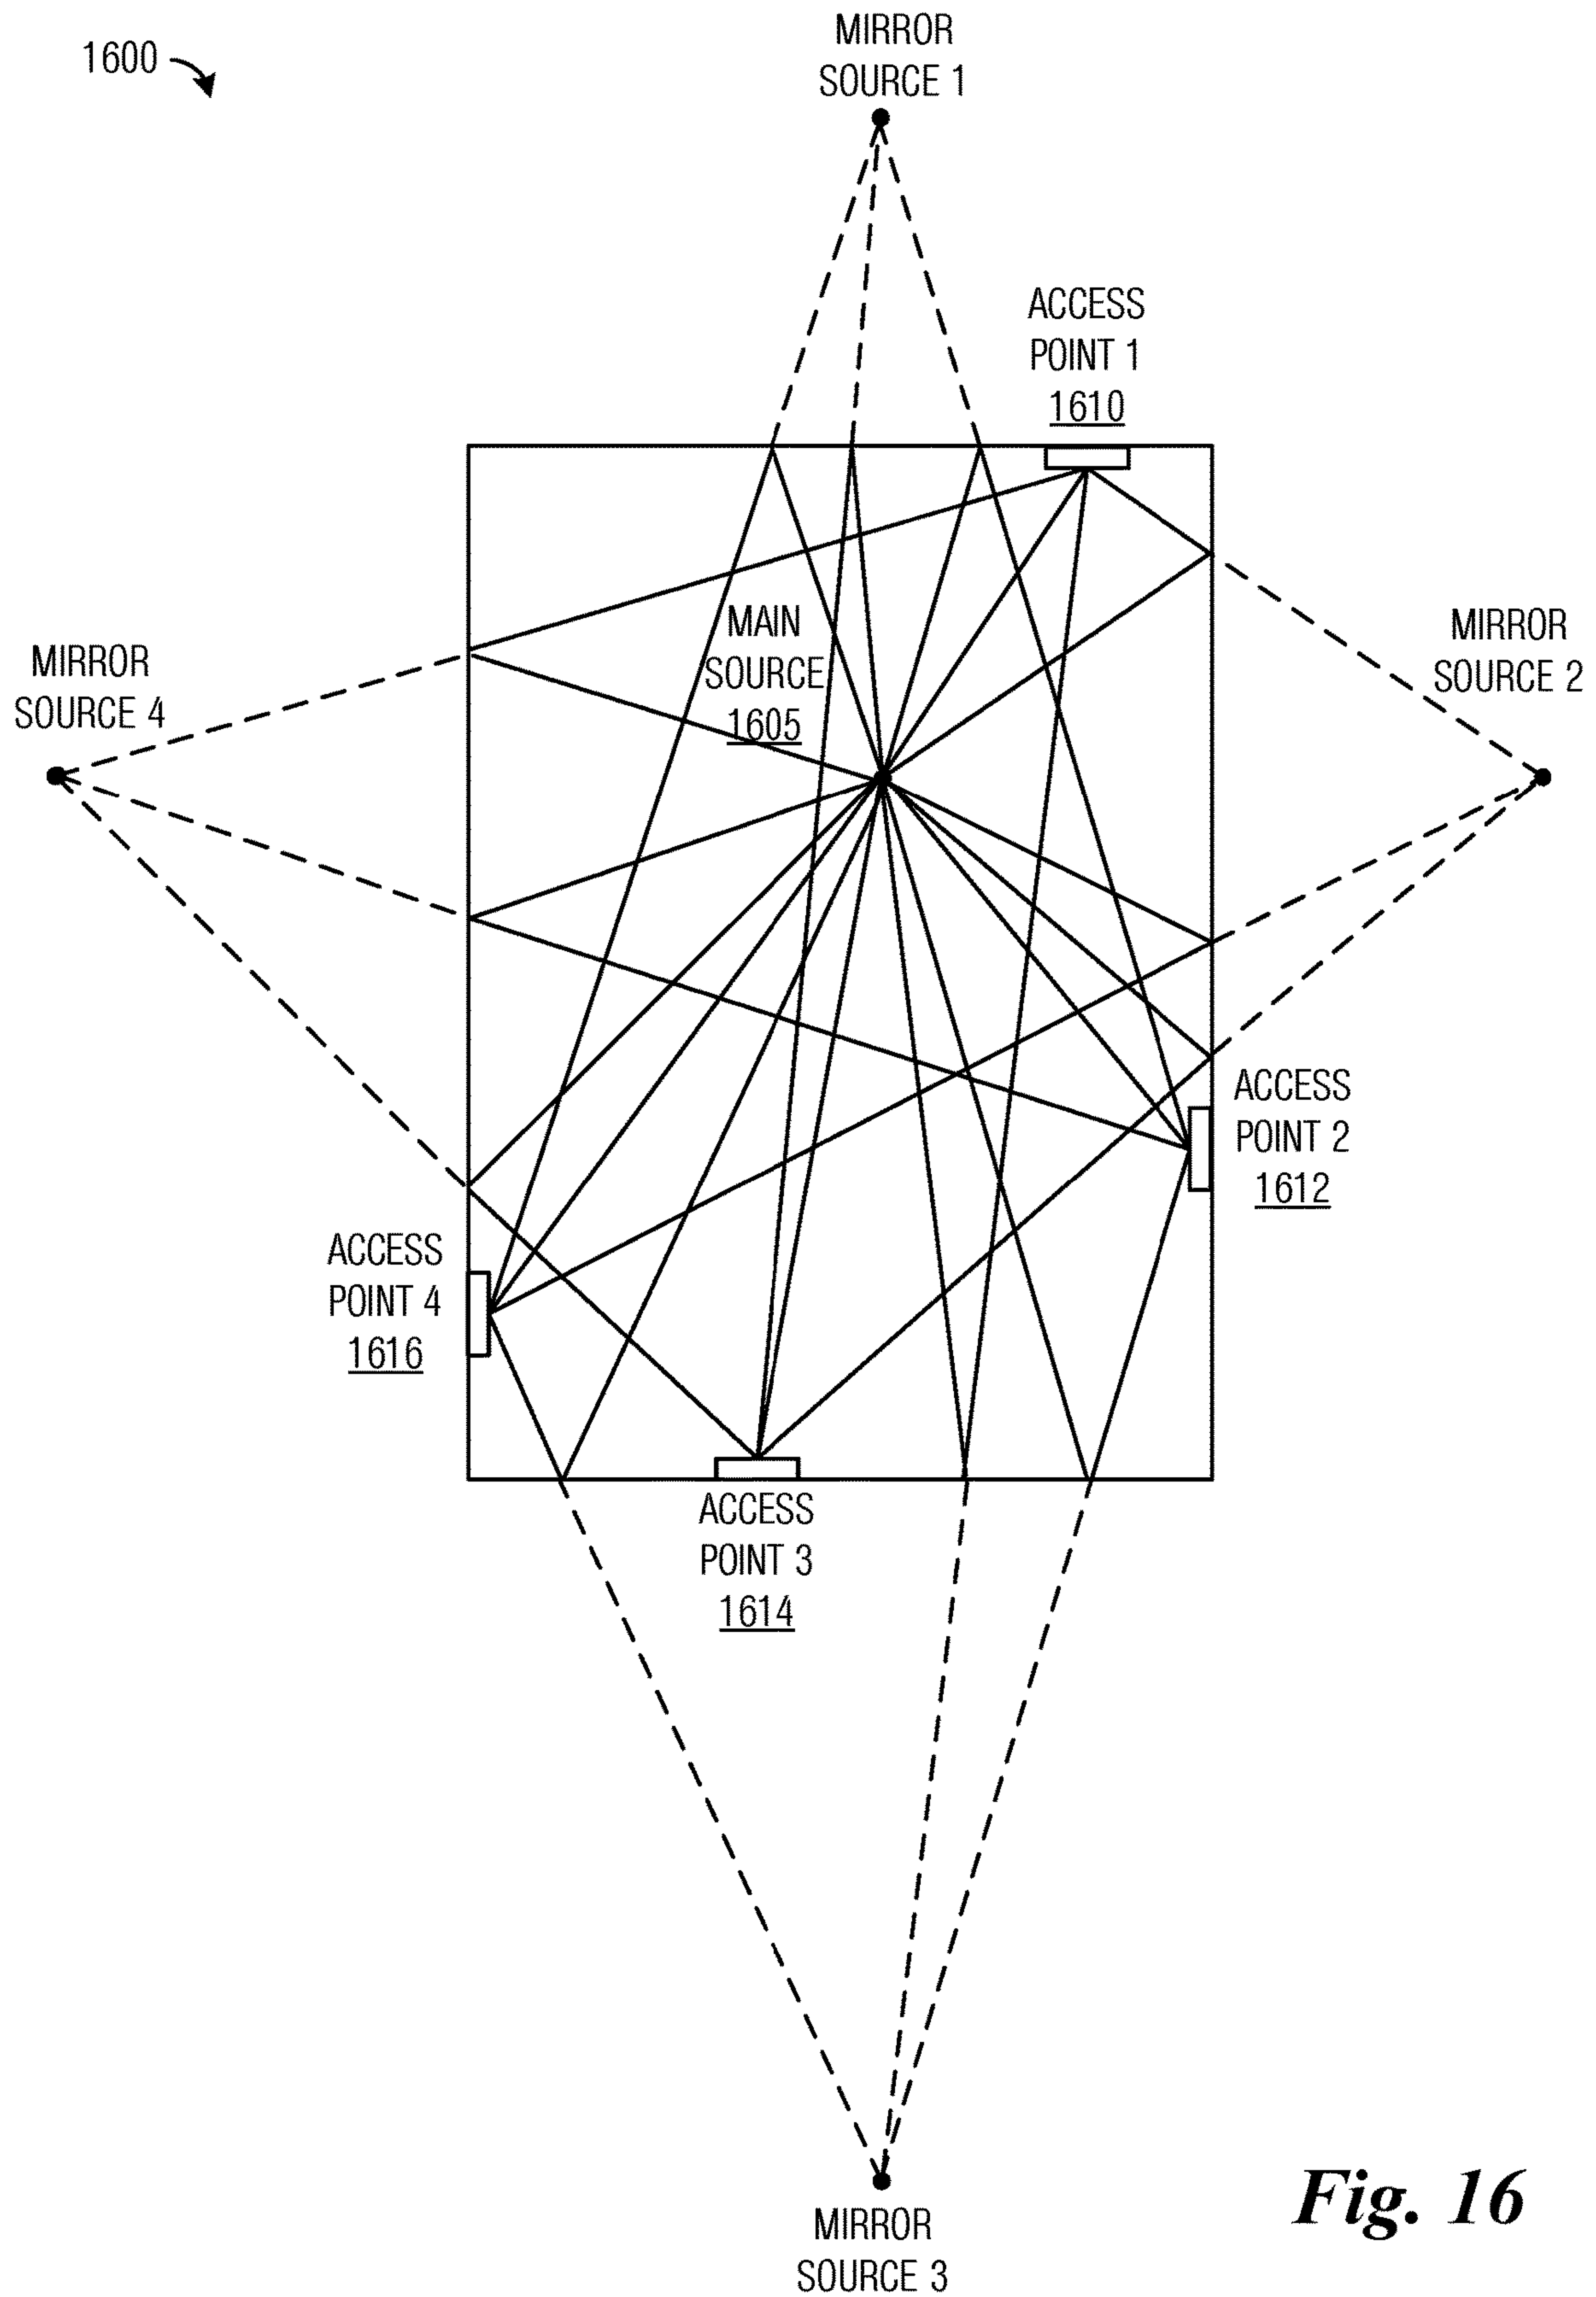 1600
MIRROR
SOURCE 1
ACCESS
POINT 1
1610
MAIN
SOURCE
1605
MIRROR
SOURCE 4
MIRROR
SOURCE 2
ACCESS
POINT 2
1612
ACCESS
POINT 4
1616
ACCESS
POINT 3
1614
MIRROR
SOURCE 3
Fig. 16